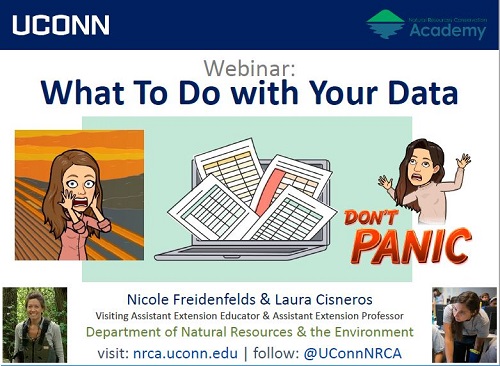 UCONN
Natural Resources Conservation
Academy
Webinar:
What To Do with Your Data
DON'T
PANIC
Nicole Freidenfelds & Laura Cisneros
Visiting Assistant Extension Educator & Assistant Extension Professor
Department of Natural Resources & the Environment
visit: nrca.uconn.edu | follow: @UConnNRCA